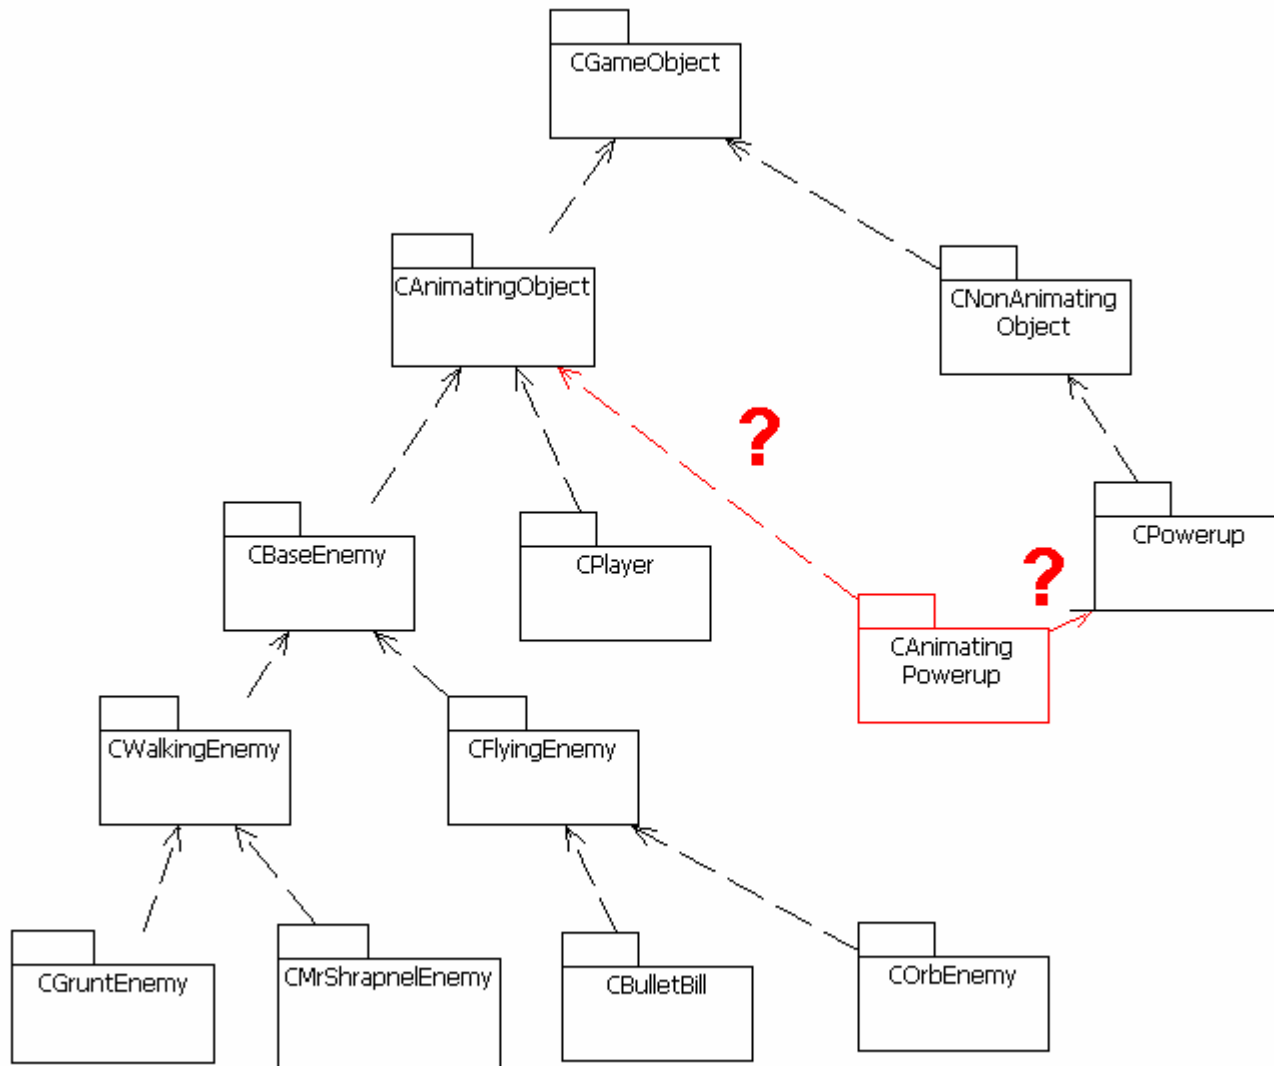 CGameObject
CAnimatingObject
CNonAnimating
Object
?
CBaseEnemy
CPlayer
CPowerup
?
CAnimating
Powerup
CWalkingEnemy
CFlyingEnemy
CGruntEnemy
CMrShrapnelEnemy
CBulletBill
COrbEnemy